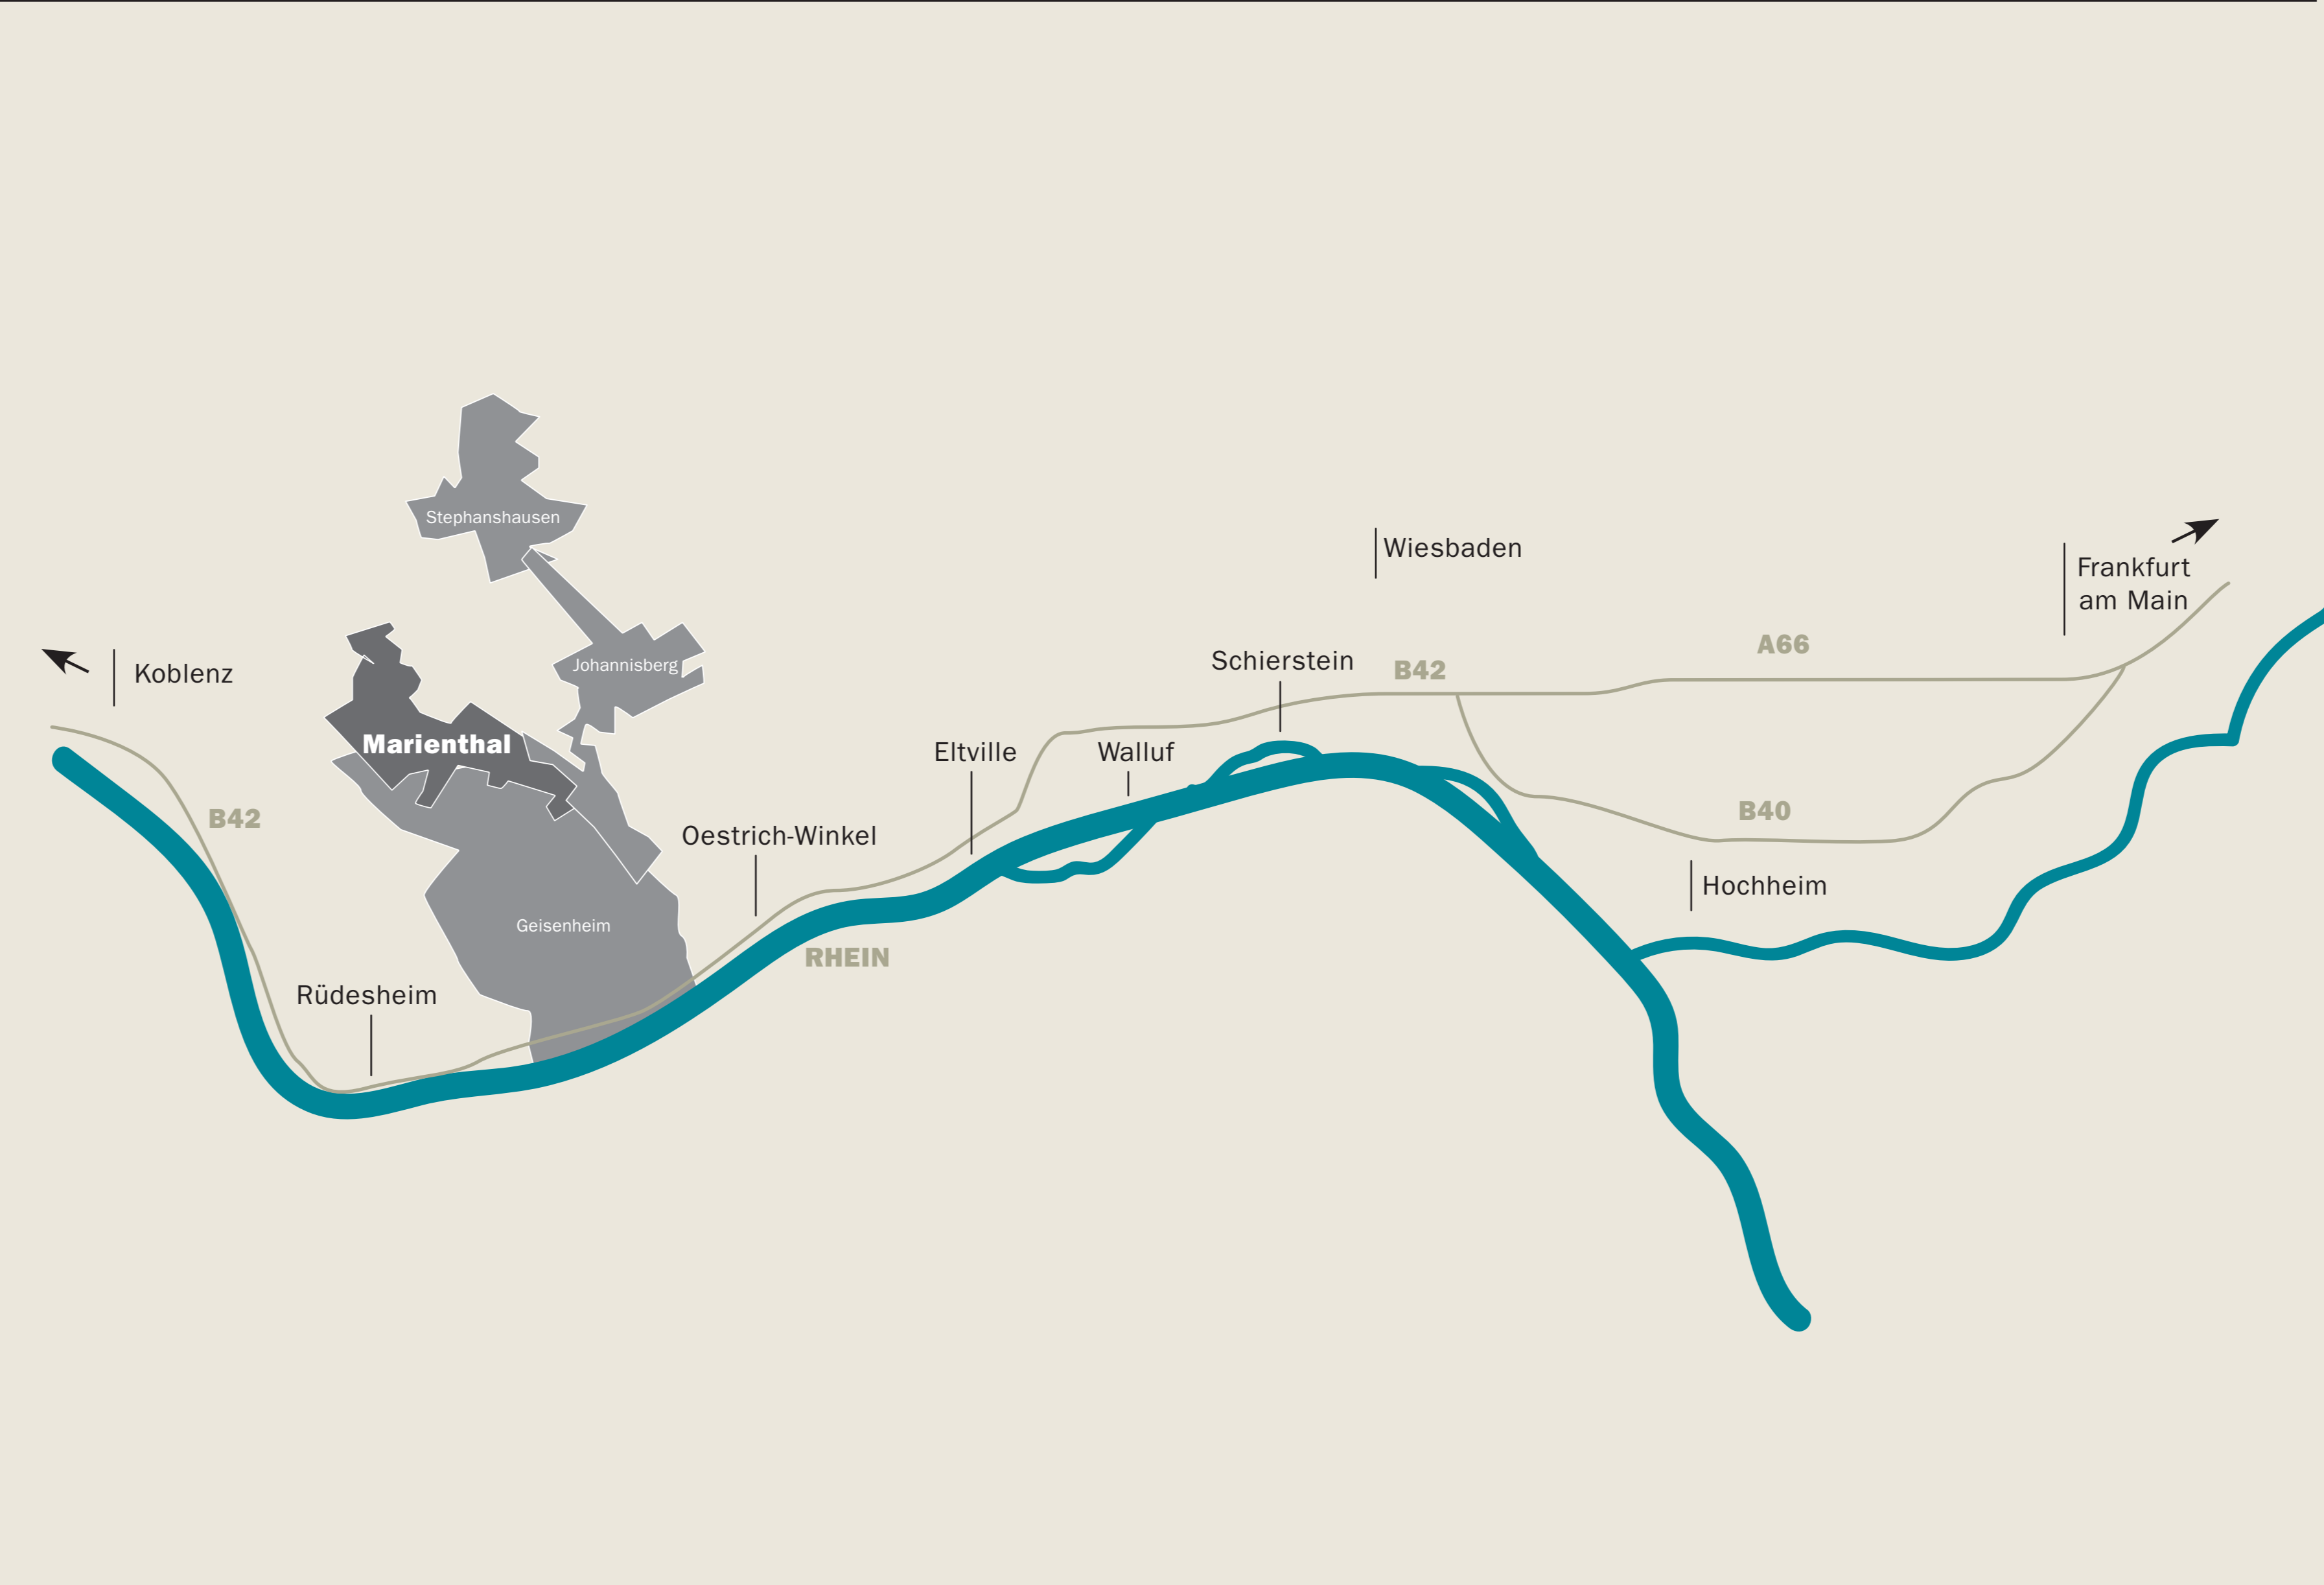 Stephanshausen
Wiesbaden
Frankfurt
am Main
A66
Schierstein
B42
Johannisberg
Koblenz
Marienthal
Eltville
Walluf
B42
B40
Oestrich-Winkel
Hochheim
Geisenheim
RHEIN
Rüdesheim